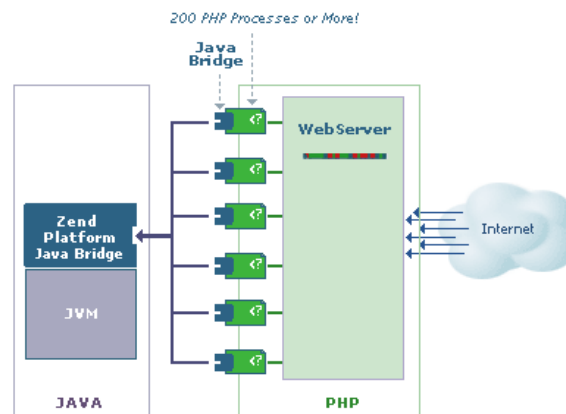 200 PHP Processes or More!
Java
Bridge
<?
WebServer
<?
<?
<?
<?
<?
Zend
Platform
Java Bridge
JVM
Internet
JAVA
PHP